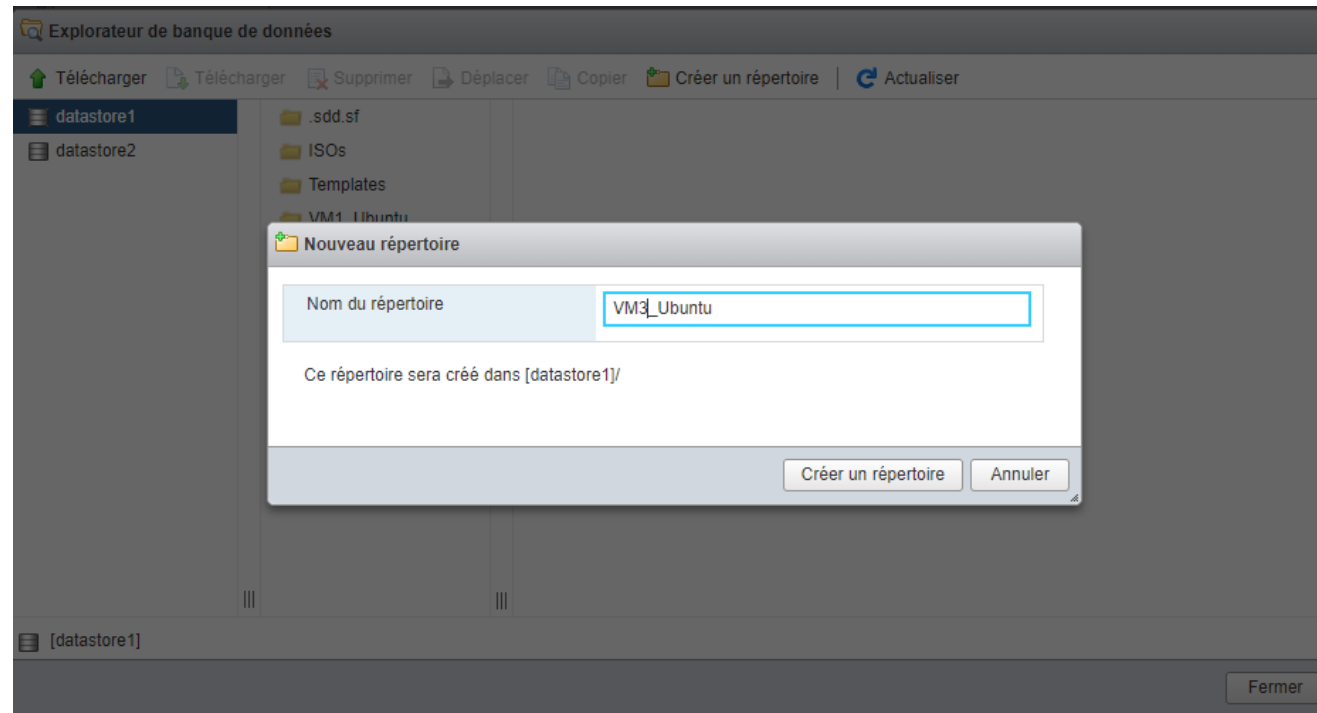 Explorateur de banque de données
Télécharger Télécharger Supprimer Déplacer Copier Créer un répertoire Actualiser
datastore1 .sdd.sf
datastore2 ISOs
Templates
VM1_Ubuntu
Nouveau répertoire
Nom du répertoire VM3_Ubuntu
Ce répertoire sera créé dans [datastore1]/
Créer un répertoire Annuler
[datastore1]
Fermer